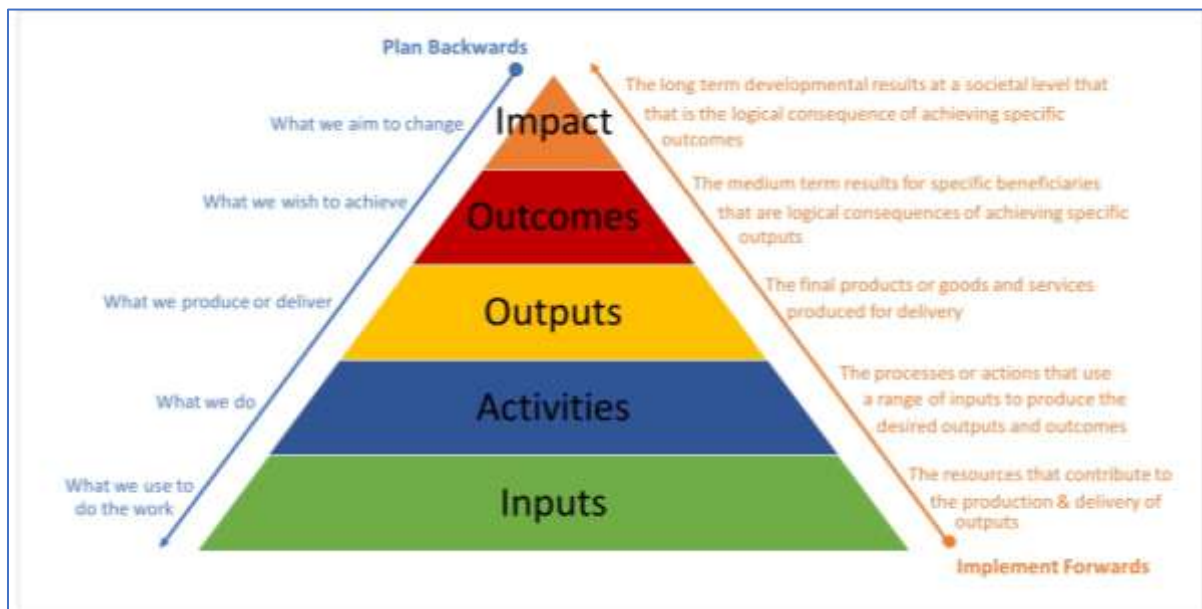 Plan Backwards
What we aim to change
Impact
The long term developmental results at a societal level that
that is the logical consequence of achieving specific
outcomes
What we wish to achieve
Outcomes
The medium term results for specific beneficiaries
that are logical consequences of achieving specific
outputs
What we produce or deliver
Outputs
The final products or goods and services
produced for delivery
What we do
Activities
The processes or actions that use
a range of inputs to produce the
desired outputs and outcomes
What we use to
do the work
Inputs
The resources that contribute to
the production & delivery of
outputs
Implement Forwards